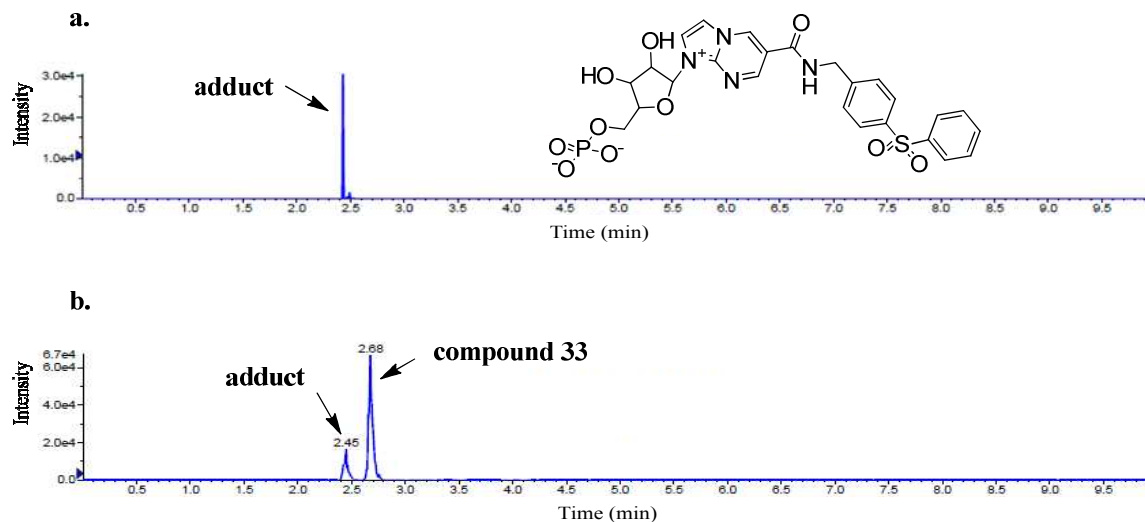 a.
OH
HO
O
N+
N
N
O
N
H
O
O
P
O
O-
-O
S
O
O
adduct
Intensity
3.0e4
2.0e4
1.0e4
0.0
0.5 1.0 1.5 2.0 2.5 3.0 3.5 4.0 4.5 5.0 5.5 6.0 6.5 7.0 7.5 8.0 8.5 9.0 9.5
Time (min)
b.
Intensity
6.7e4
6.0e4
4.0e4
2.0e4
0.0
2.68
compound 33
adduct
2.45
0.5 1.0 1.5 2.0 2.5 3.0 3.5 4.0 4.5 5.0 5.5 6.0 6.5 7.0 7.5 8.0 8.5 9.0 9.5
Time (min)